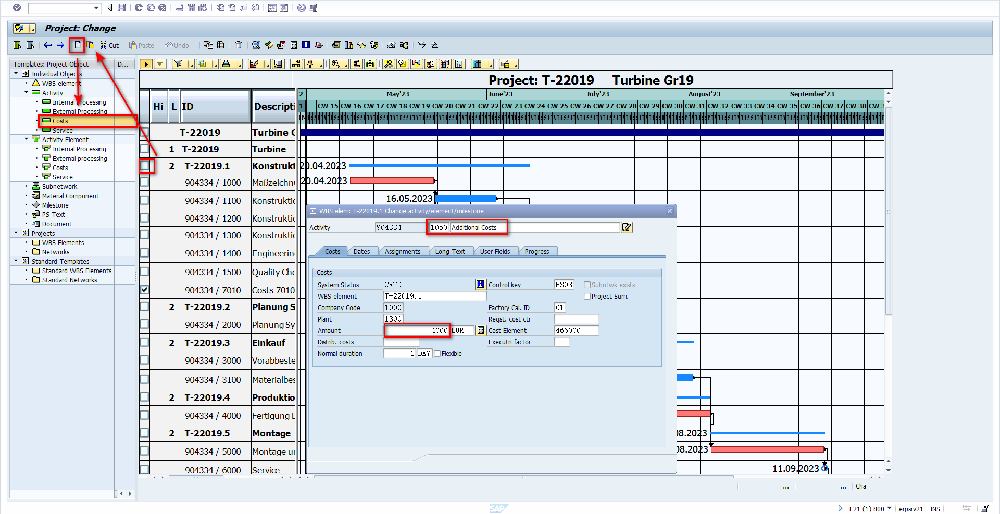 Project: Change
Cut
Paste
Undo
Templates: Project Object
D...
Individual Objects
WBS element
Activity
Internal Processing
External Processing
Costs
Service
Activity Element
Internal Processing
External processing
Costs
Service
Subnetwork
Material Component
Milestone
PS Text
Document
Projects
WBS Elements
Networks
Standard Templates
Standard WBS Elements
Standard Networks
Project: T-22019 Turbine Gr19
Hi L ID Descripti
2 May'23 June'23 July'23 August'23 September'23
1 CW 15 CW 16 CW 17 CW 18 CW 19 CW 20 CW 21 CW 22 CW 23 CW 24 CW 25 CW 26 CW 27 CW 28 CW 29 CW 30 CW 31 CW 32 CW 33 CW 34 CW 35 CW 36 CW 37 CW 38 CW 3
T-22019 Turbine G
1 T-22019 Turbine
2 T-22019.1 Konstrukt 20.04.2023
904334 / 1000 Maßzeichnu 20.04.2023
904334 / 1100 Konstruktio 16.05.2023
904334 / 1200 Konstruktio
904334 / 1300 Konstruktio
904334 / 1400 Engineering
904334 / 1500 Quality Che
904334 / 7010 Costs 7010
2 T-22019.2 Planung S
904334 / 2000 Planung Sy
2 T-22019.3 Einkauf
904334 / 3000 Vorabbeste
904334 / 3100 Materialbes
2 T-22019.4 Produktio
904334 / 4000 Fertigung L
2 T-22019.5 Montage 08.2023
904334 / 5000 Montage un 08.2023
904334 / 6000 Service 11.09.2023
WBS elem: T-22019.1 Change activity/element/milestone
Activity 904334 1050 Additional Costs
Costs Dates Assignments Long Text User Fields Progress
Costs
System Status CRTD Control key PS03 Subntwk exists
WBS element T-22019.1 Project Sum.
Company Code 1000 Factory Cal. ID 01
Plant 1300 Reqst. cost ctr
Amount 4000 EUR Cost Element 466000
Distrib. costs Executn factor
Normal duration 1 DAY Flexible
... ... Cha
SAP
E21 (1) 800 erpsrv21 INS